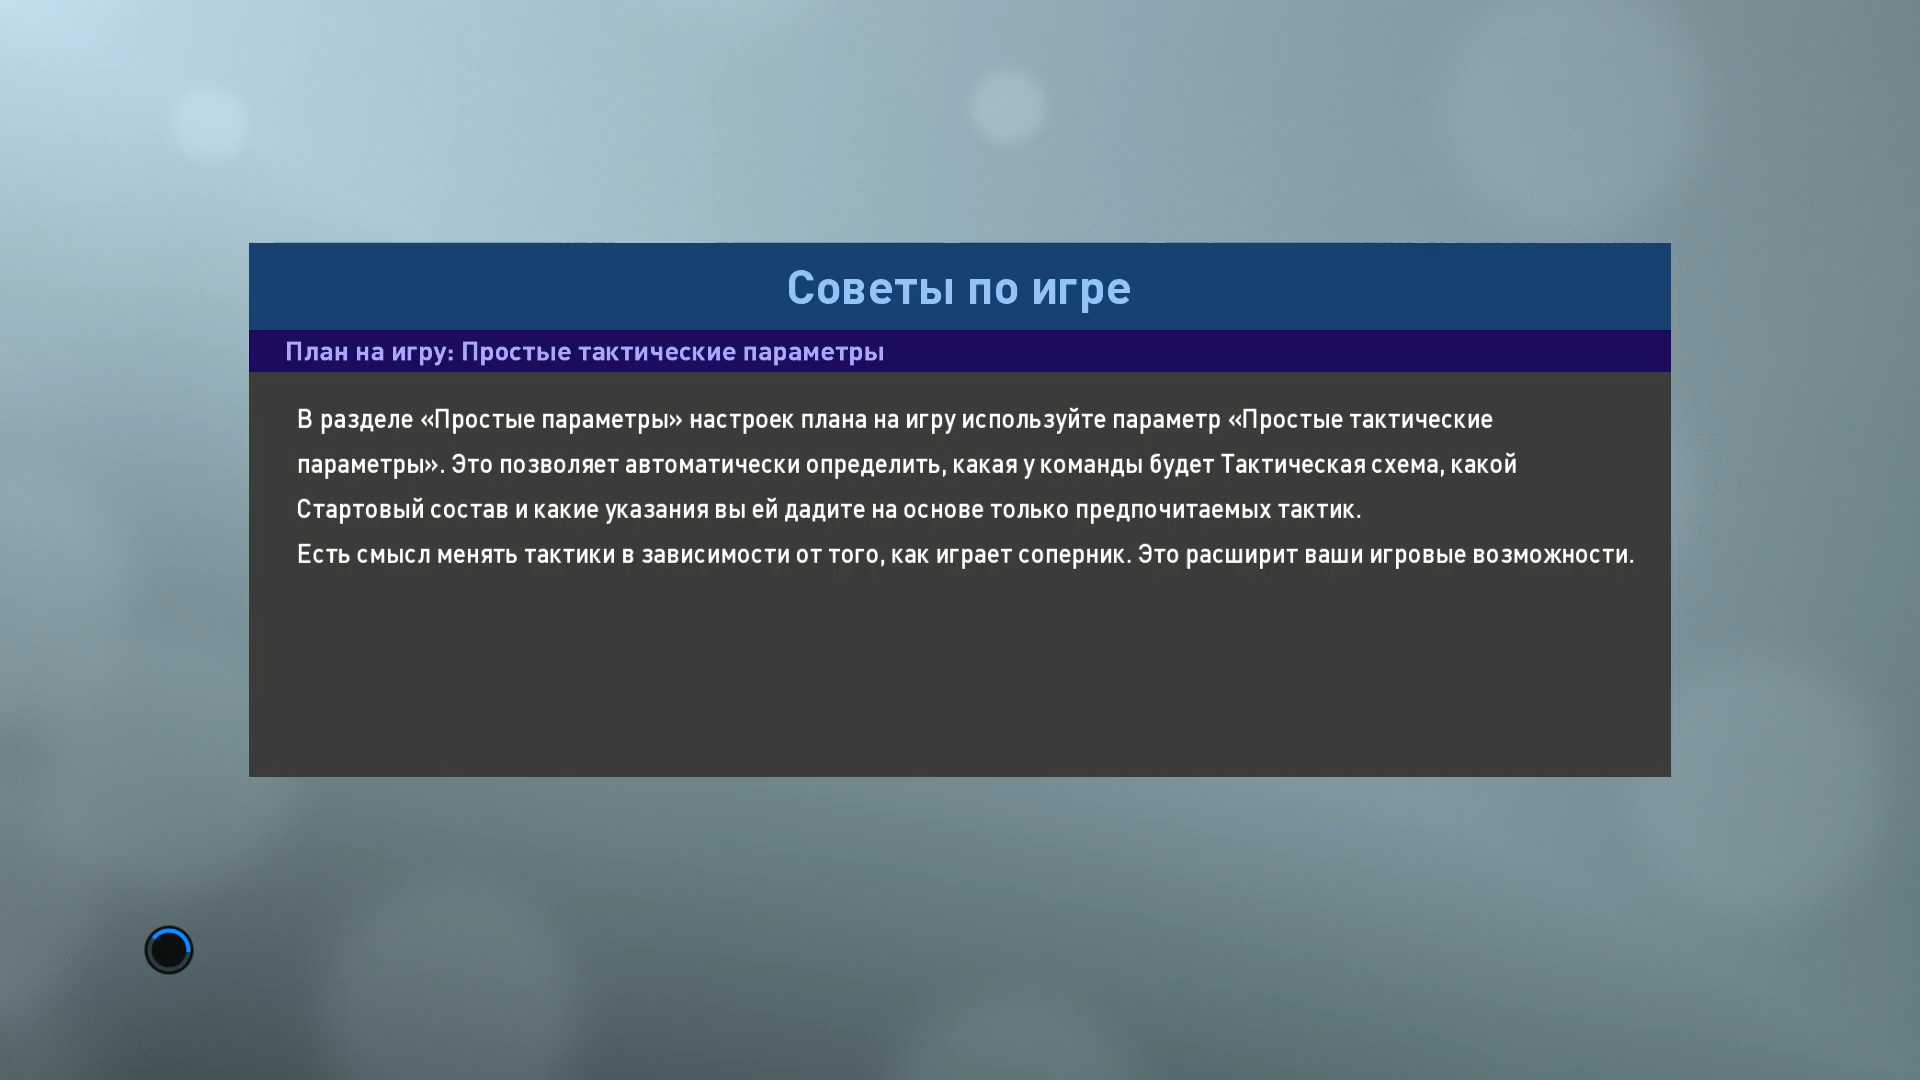 Советы по игре
План на игру: Простые тактические параметры
В разделе «Простые параметры» настроек плана на игру используйте параметр «Простые тактические
параметры». Это позволяет автоматически определить, какая у команды будет Тактическая схема, какой
Стартовый состав и какие указания вы ей дадите на основе только предпочитаемых тактик.
Есть смысл менять тактики в зависимости от того, как играет соперник. Это расширит ваши игровые возможности.